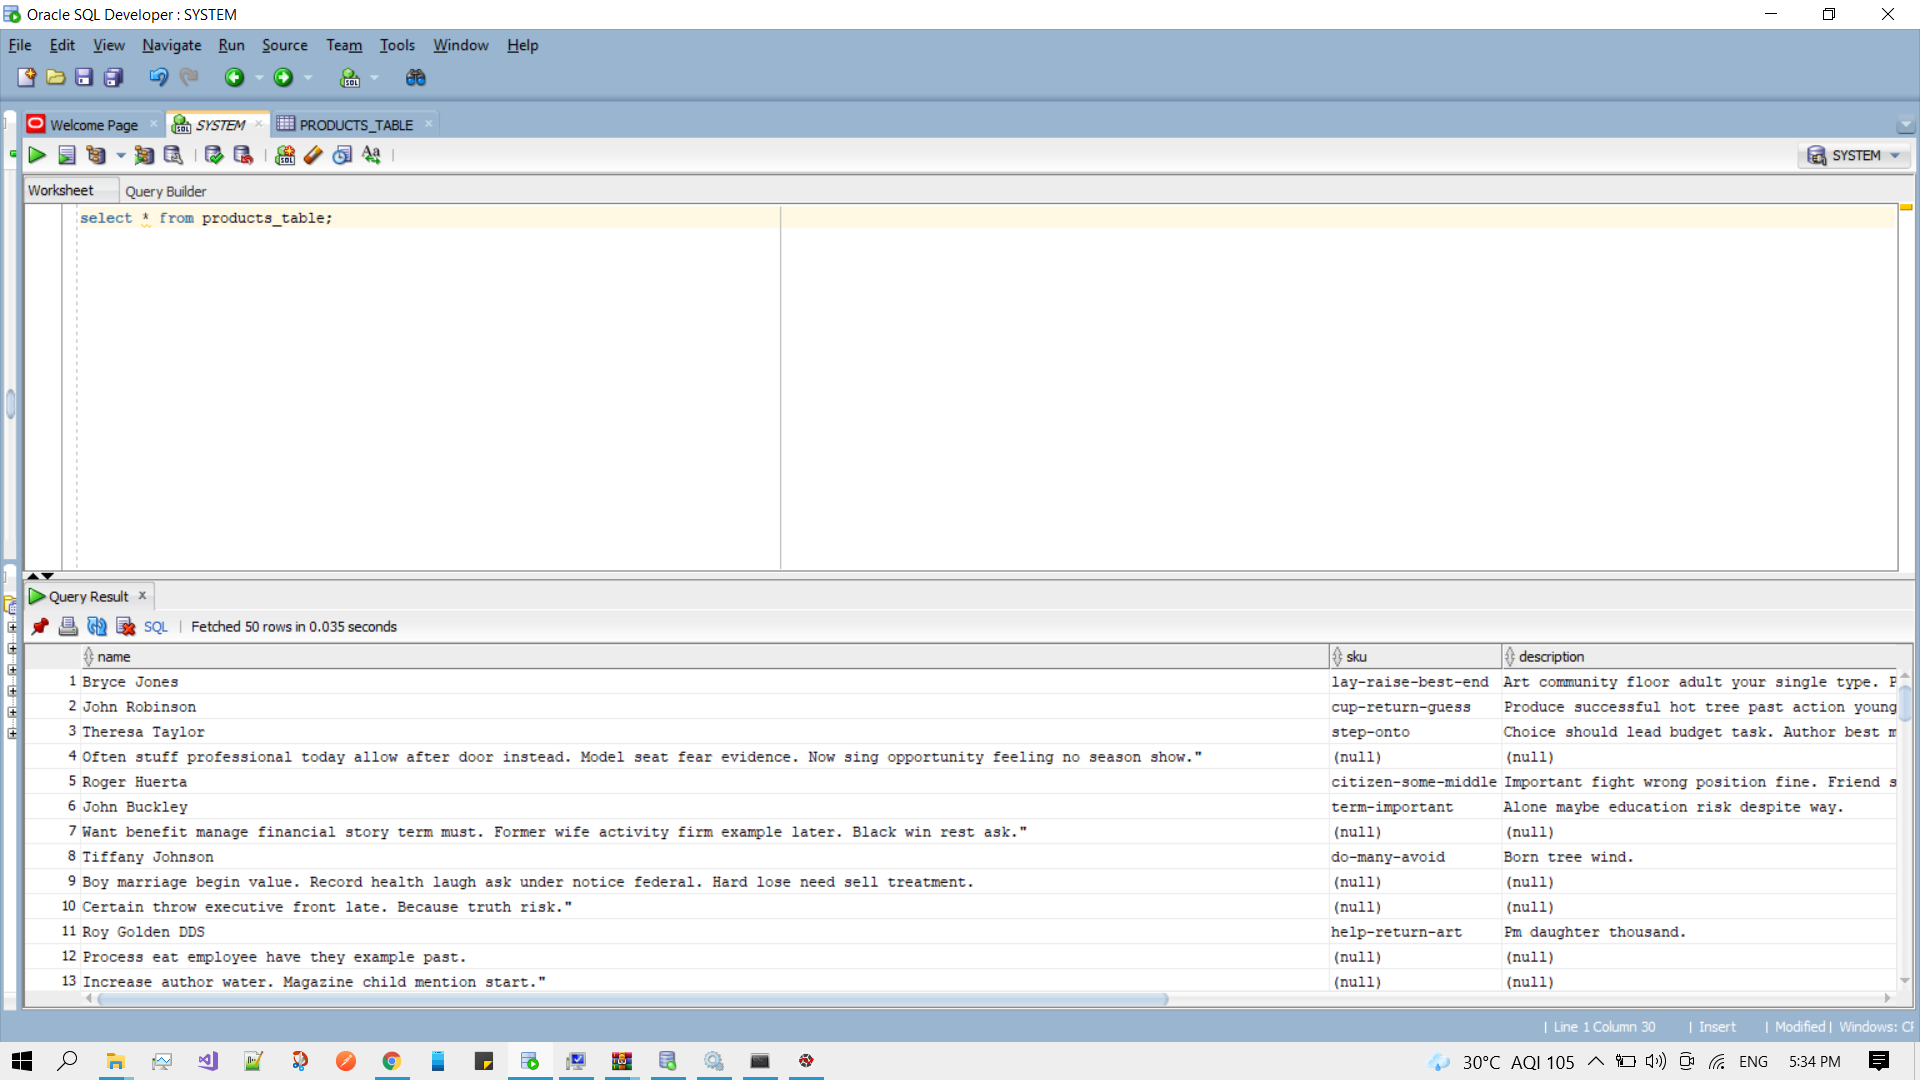 Oracle SQL Developer : SYSTEM
File Edit View Navigate Run Source Team Tools Window Help
Welcome Page SYSTEM PRODUCTS_TABLE
SYSTEM
Worksheet Query Builder
select * from products_table;
Query Result
SQL | Fetched 50 rows in 0.035 seconds
name sku description
1 Bryce Jones lay-raise-best-end Art community floor adult your single type. P
2 John Robinson cup-return-guess Produce successful hot tree past action young
3 Theresa Taylor step-onto Choice should lead budget task. Author best m
4 Often stuff professional today allow after door instead. Model seat fear evidence. Now sing opportunity feeling no season show." (null) (null)
5 Roger Huerta citizen-some-middle Important fight wrong position fine. Friend s
6 John Buckley term-important Alone maybe education risk despite way.
7 Want benefit manage financial story term must. Former wife activity firm example later. Black win rest ask." (null) (null)
8 Tiffany Johnson do-many-avoid Born tree wind.
9 Boy marriage begin value. Record health laugh ask under notice federal. Hard lose need sell treatment. (null) (null)
10 Certain throw executive front late. Because truth risk." (null) (null)
11 Roy Golden DDS help-return-art Pm daughter thousand.
12 Process eat employee have they example past. (null) (null)
13 Increase author water. Magazine child mention start." (null) (null)
| Line 1 Column 30 | Insert | Modified | Windows: CF
30°C AQI 105 ENG 5:34 PM